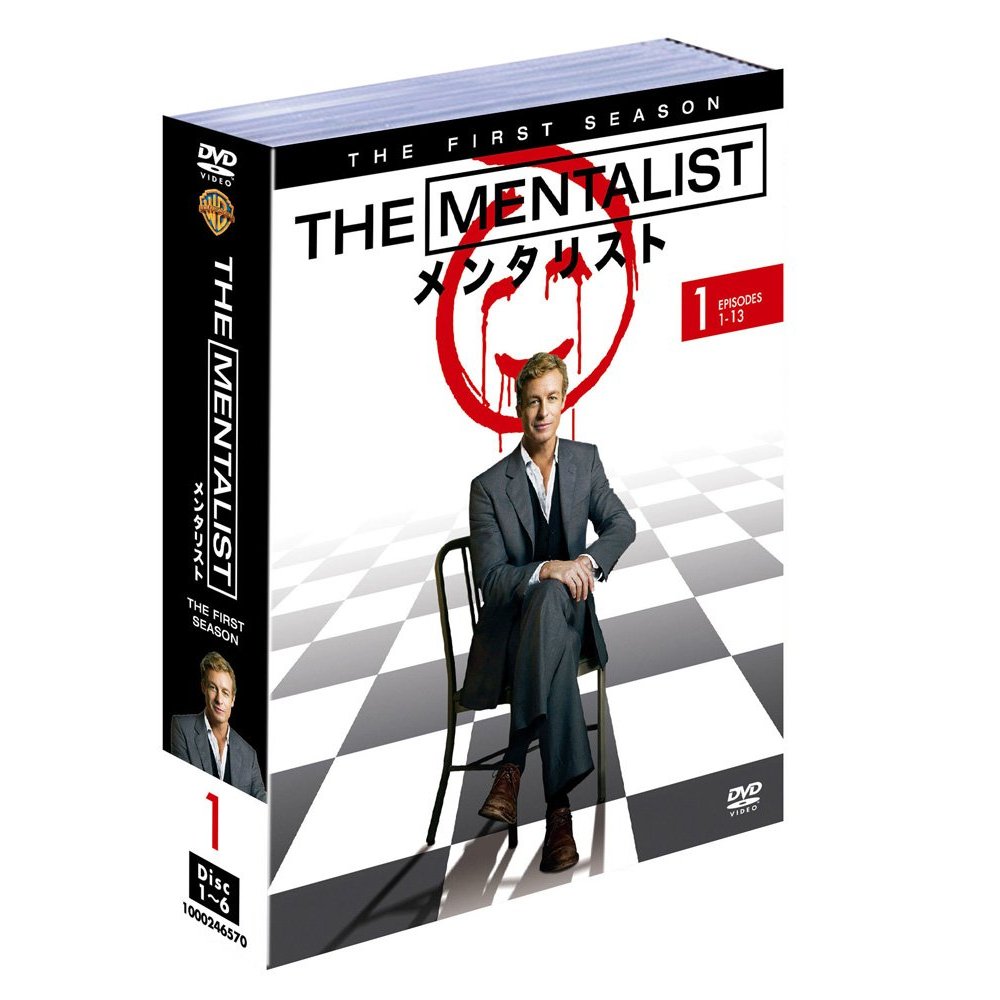 DVD
VIDEO
THE MENTALIST
メンタリスト
THE FIRST
SEASON
1
Disc
1~6
1000246570
THE FIRST SEASON
THE MENTALIST
メンタリスト
1 EPISODES
1-13
DVD
VIDEO